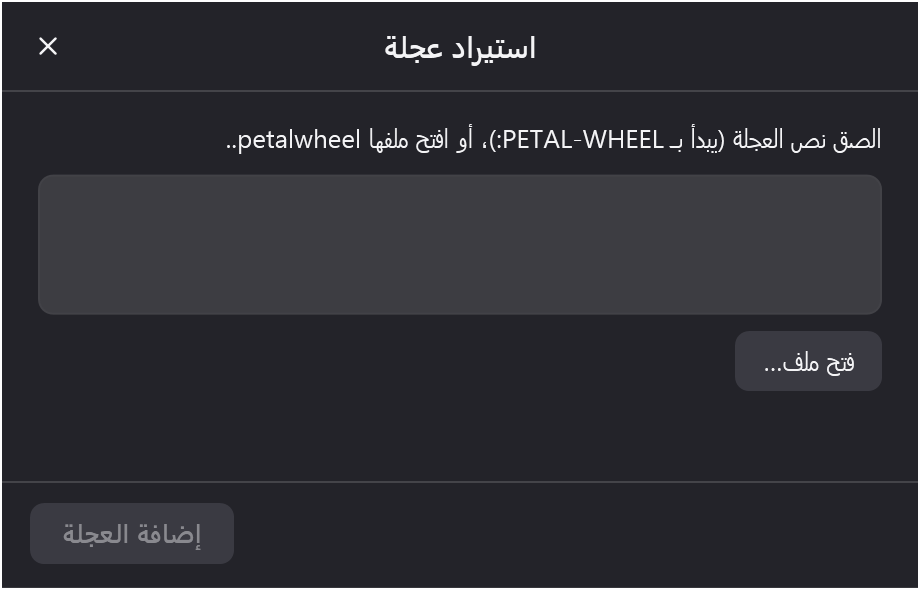 استيراد عجلة
الصق نص العجلة (يبدأ بـ PETAL-WHEEL:)، أو افتح ملفها petalwheel..
فتح ملف...
إضافة العجلة